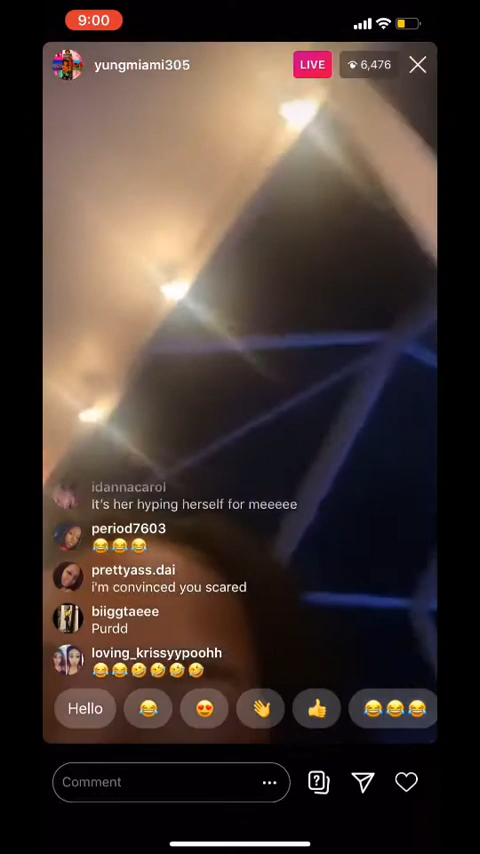 9:00
yungmiami305
LIVE
6,476
idannacarol
It's her hyping herself for meeeee
period7603
😂😂😂
prettyass.dai
i'm convinced you scared
biiggtaeee
Purdd
loving_krissyypoohh
😂😂🤣🤣🤣🤣
Hello 😂 😍 👋 👍 😂😂😂
Comment